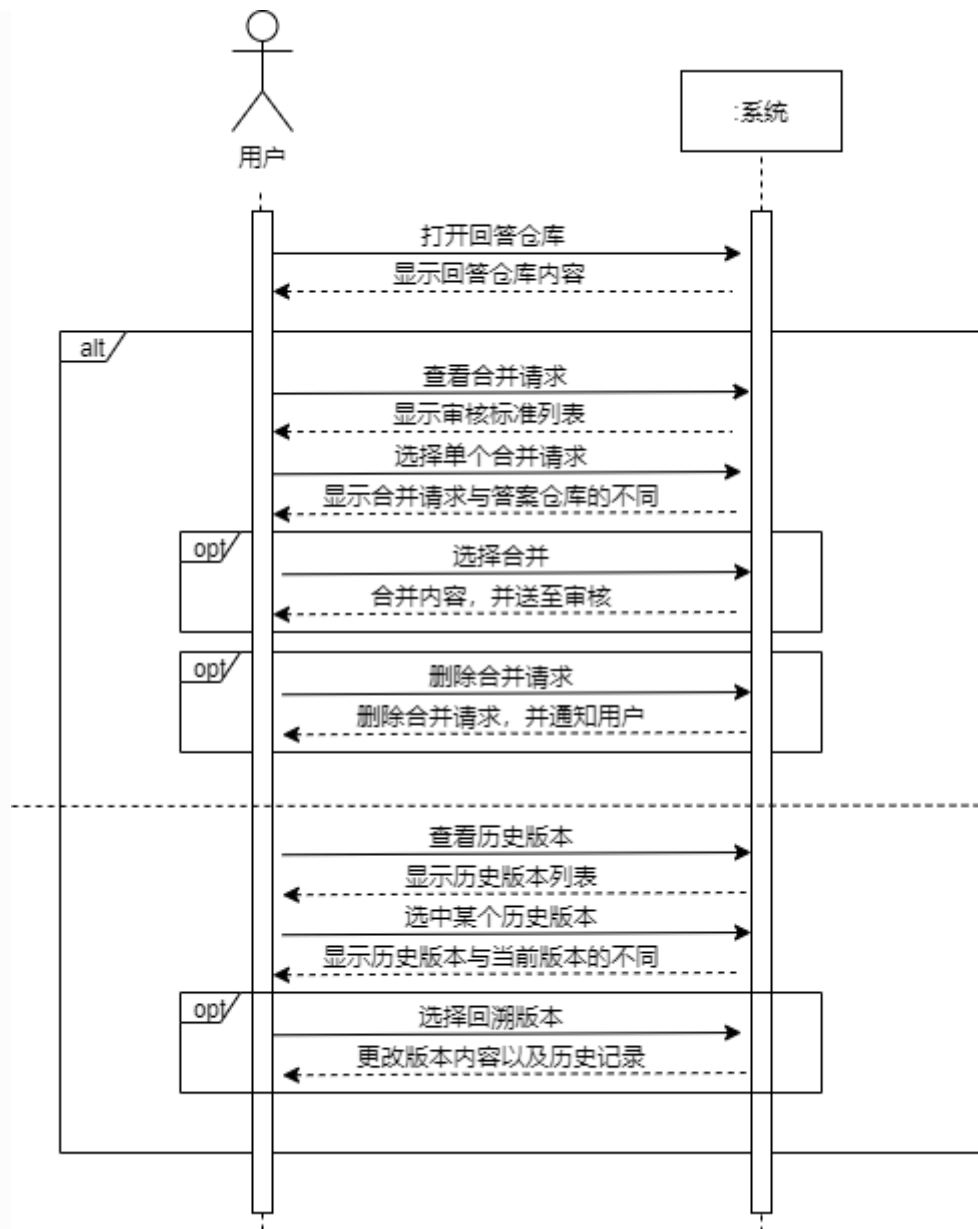 用户
:系统
打开回答仓库
显示回答仓库内容
alt
查看合并请求
显示审核标准列表
选择单个合并请求
显示合并请求与答案仓库的不同
opt
选择合并
合并内容，并送至审核
opt
删除合并请求
删除合并请求，并通知用户
查看历史版本
显示历史版本列表
选中某个历史版本
显示历史版本与当前版本的不同
opt
选择回溯版本
更改版本内容以及历史记录